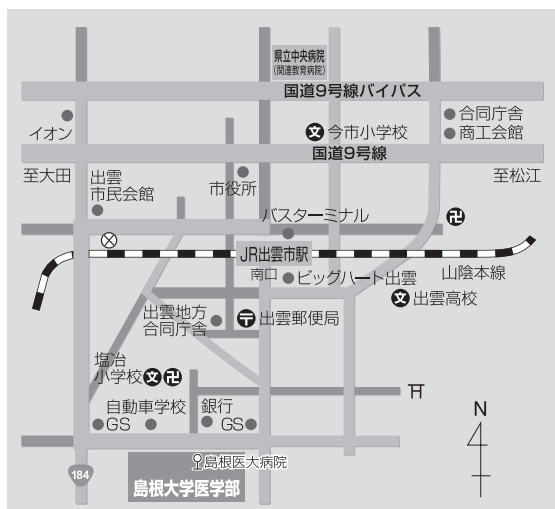 県立中央病院
(関連教育病院)
国道9号線バイパス
イオン
合同庁舎
商工会館
文 今市小学校
国道9号線
至大田
至松江
出雲
市民会館
市役所
バスターミナル
JR出雲市駅
南口
ビッグハート出雲
山陰本線
文 出雲高校
出雲地方
合同庁舎
出雲郵便局
塩冶
小学校 文
自動車学校
GS
銀行
GS
N
184
島根医大病院
島根大学医学部